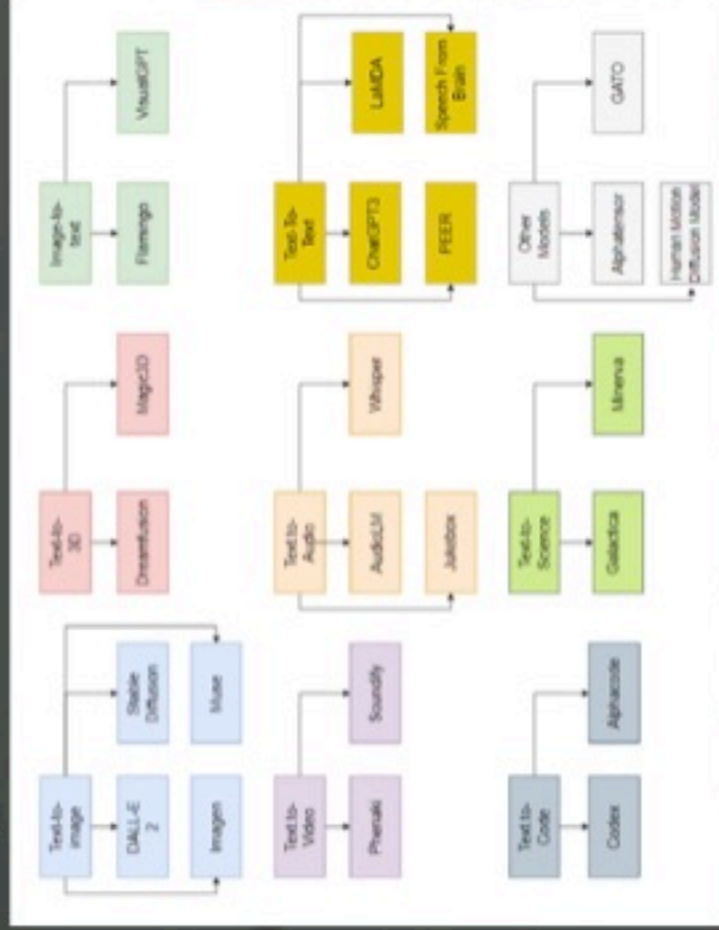 Text-to-
image
DALL-E
2
Stable
Diffusion
Imagen
Muse
Text-to-
3D
Dreamfusion
Magic3D
Image-to-
text
Flamingo
VisualGPT
Text-to-
Video
Phenaki
Soundify
Text-to-
Audio
AudioLM
Whisper
Jukebox
Text-To-
Text
ChatGPT3
LaMDA
PEER
Speech From
Brain
Text-to-
Code
Codex
Alphacode
Text-to-
Science
Galactica
Minerva
Other
Models
Alphatensor
GATO
Human Motion
Diffusion Model